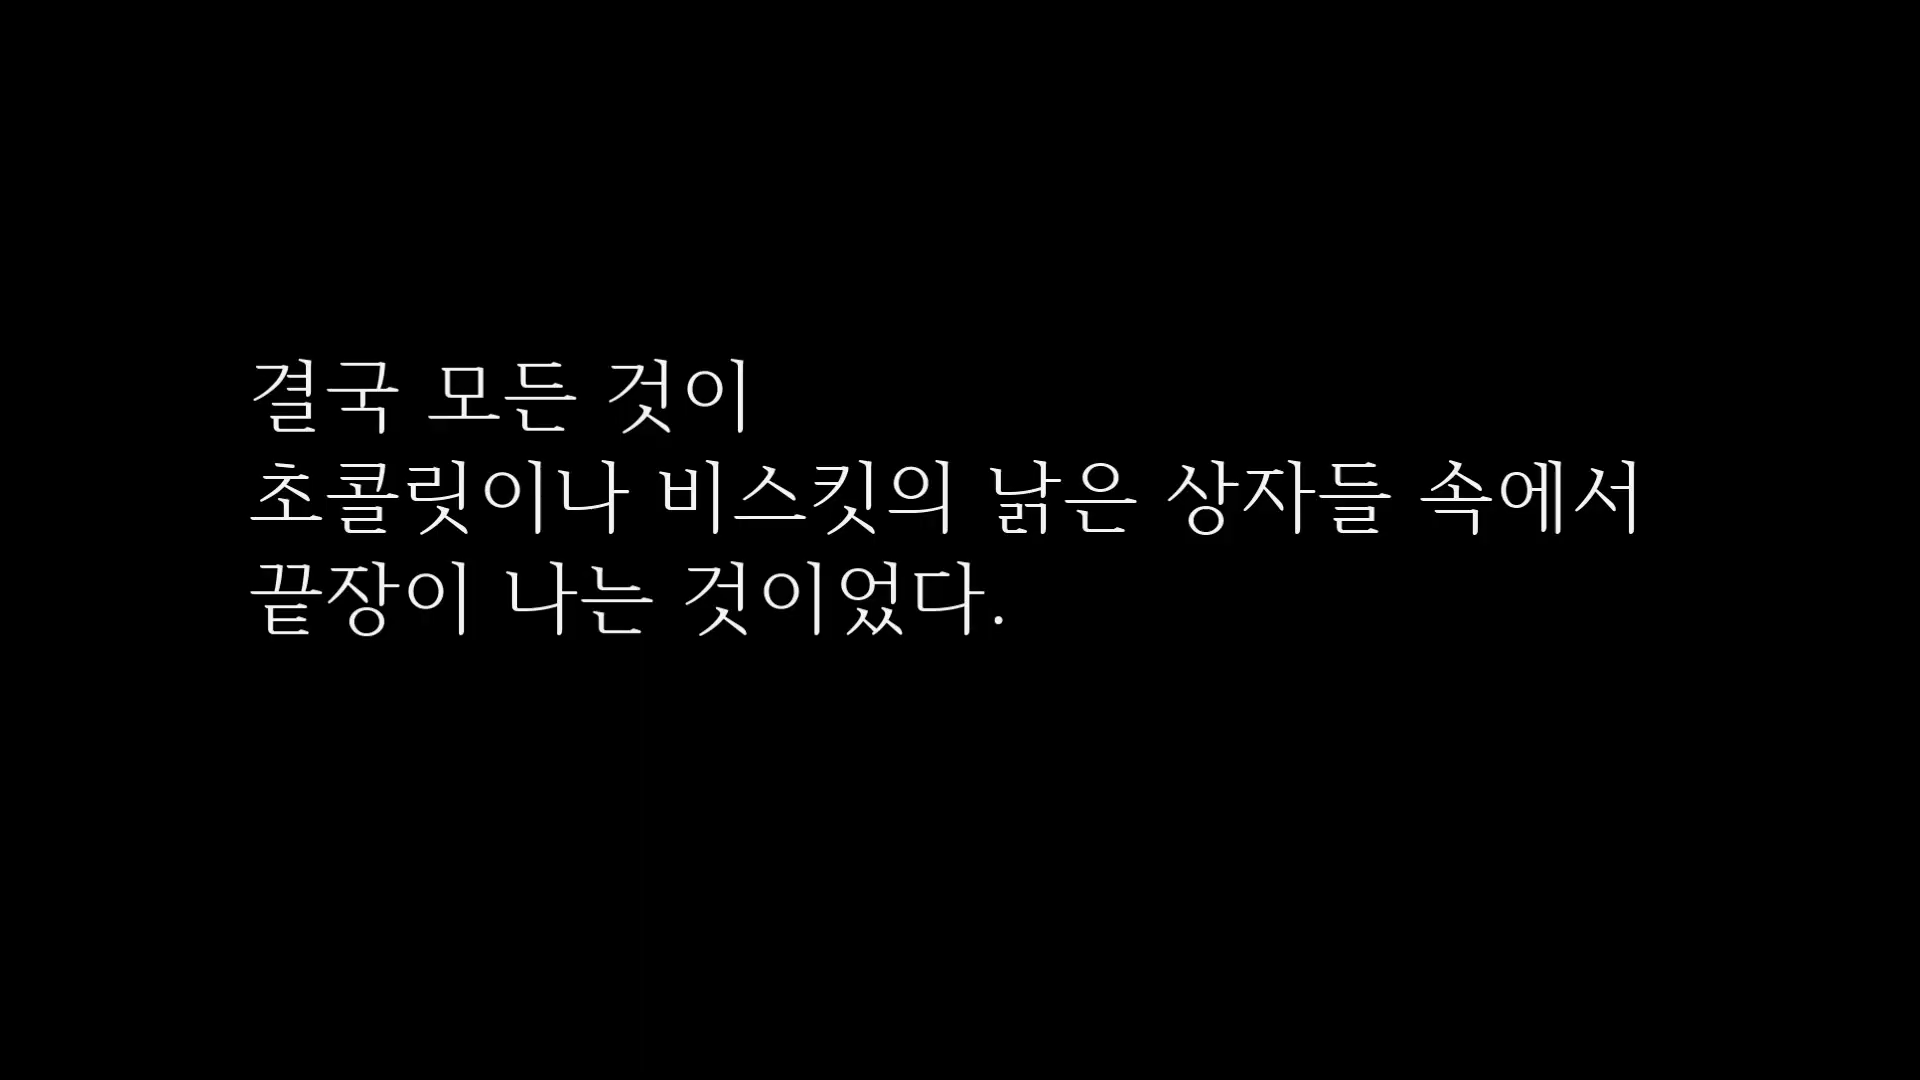 결국 모든 것이
초콜릿이나 비스킷의 낡은 상자들 속에서
끝장이 나는 것이었다.